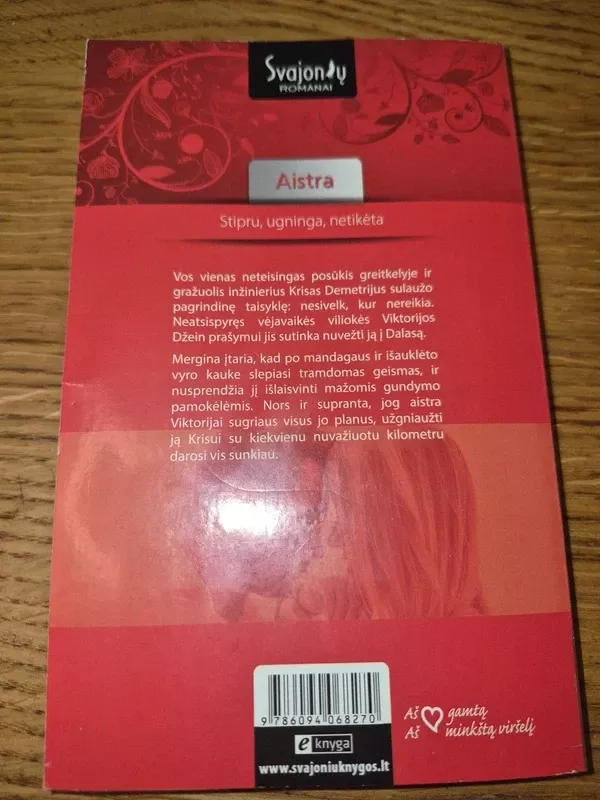 Svajonių
ROMANAI
Aistra
Stipru, ugninga, netikėta
Vos vienas neteisingas posūkis greitkelyje ir
gražuolis inžinierius Krisas Demetrijus sulaužo
pagrindinę taisyklę: nesivelk, kur nereikia.
Neatsispyręs vėjavaikės viliokės Viktorijos
Džein prašymui jis sutinka nuvežti ją į Dalasą.
Mergina įtaria, kad po mandagaus ir išauklėto
vyro kauke slepiasi tramdomas geismas, ir
nusprendžia jį išlaisvinti mažomis gundymo
pamokėlėmis. Nors ir supranta, jog aistra
Viktorijai sugriaus visus jo planus, užgniaužti
ją Krisui su kiekvienu nuvažiuotu kilometru
darosi vis sunkiau.
9 786094 068270
e knyga
www.svajoniuknygos.lt
Aš gamtą
Aš minkštą viršelį